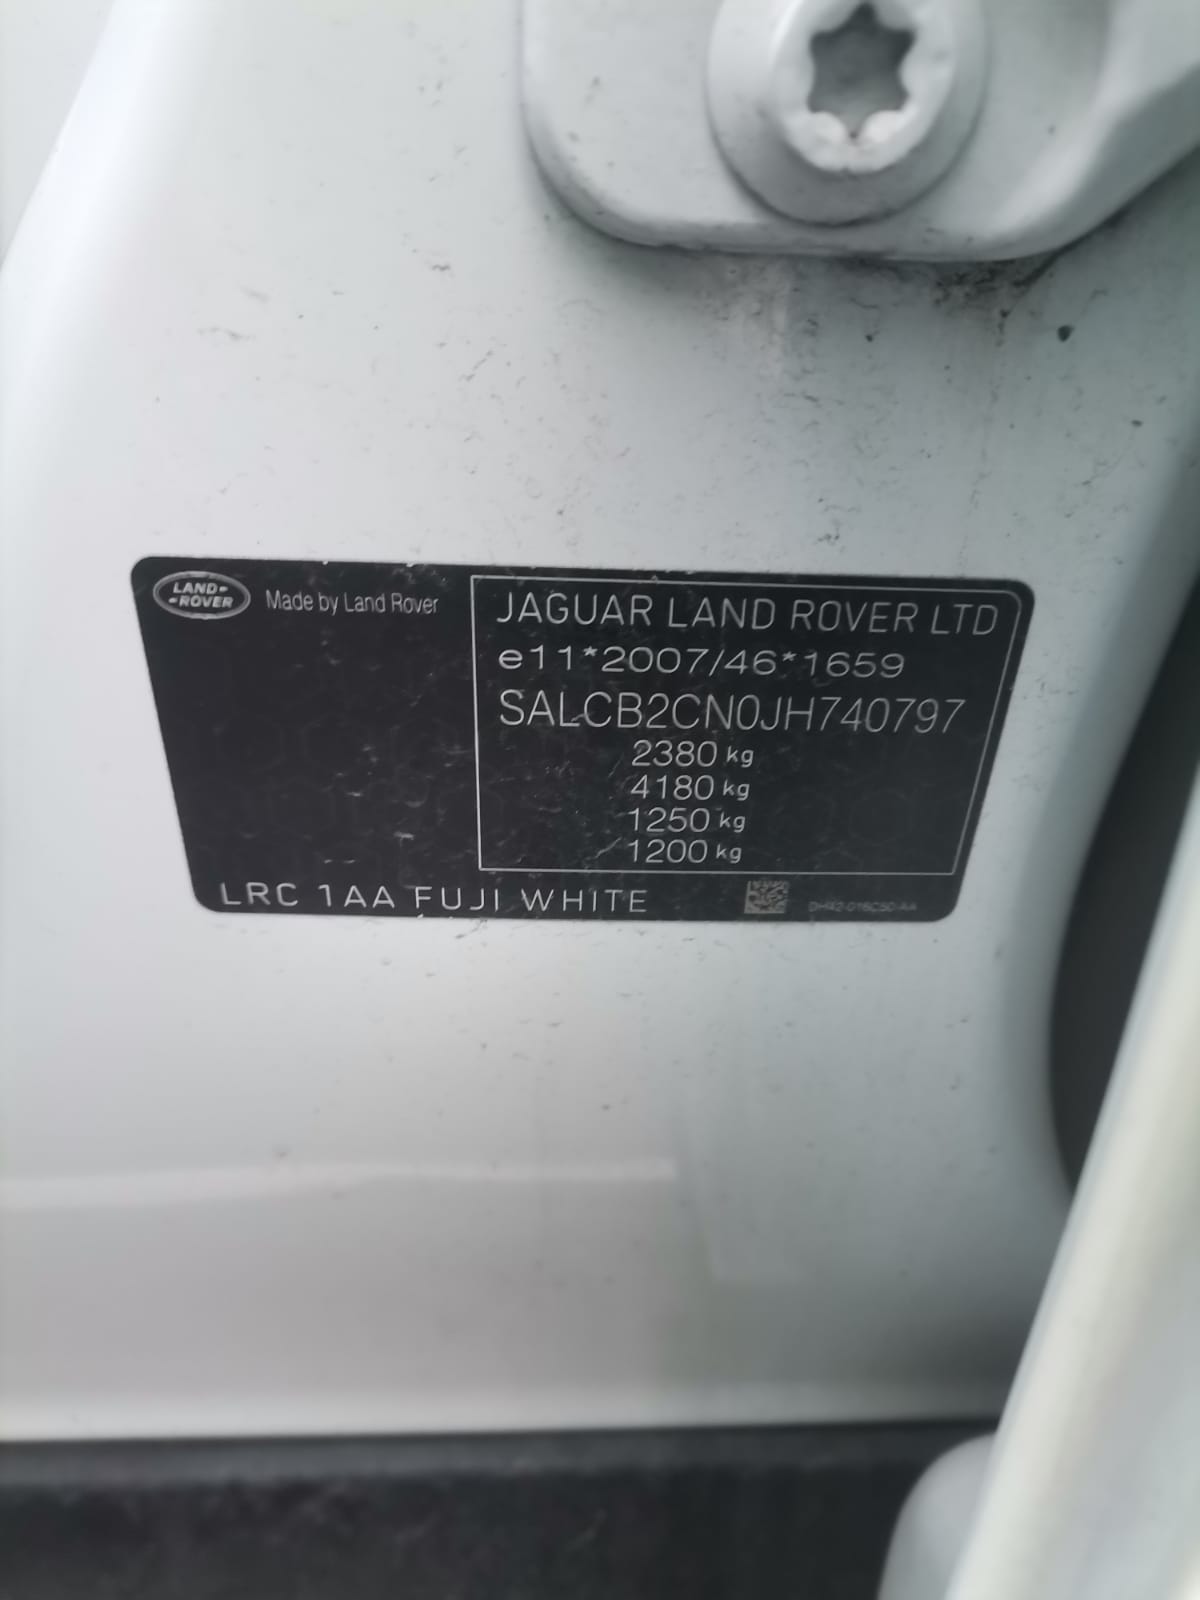 LAND-
-ROVER
Made by Land Rover
JAGUAR LAND ROVER LTD
e11*2007/46*1659
SALCB2CN0JH740797
2380 kg
4180 kg
1250 kg
1200 kg
LRC 1AA FUJI WHITE